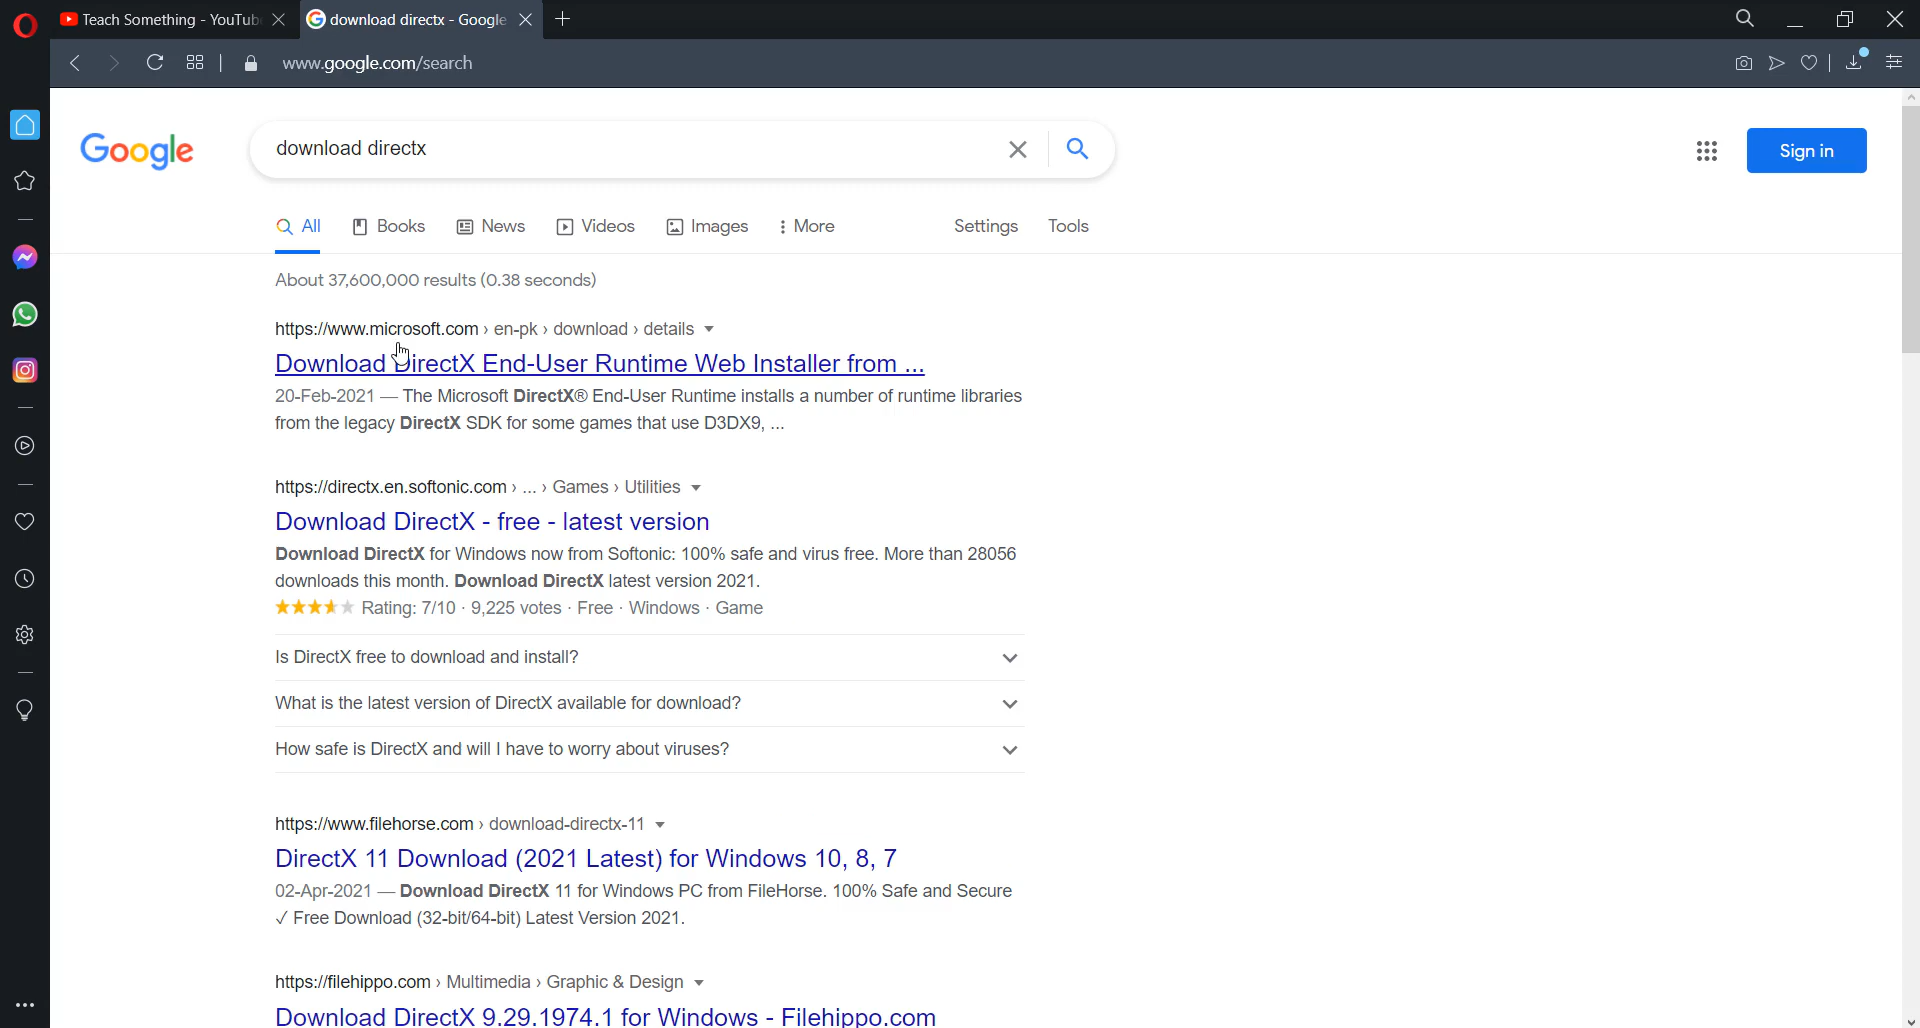 Teach Something - YouTub
download directx - Google
www.google.com/search
Google
download directx
Sign in
All
Books
News
Videos
Images
More
Settings
Tools
About 37,600,000 results (0.38 seconds)
https://www.microsoft.com › en-pk › download › details
Download DirectX End-User Runtime Web Installer from ...
20-Feb-2021 — The Microsoft DirectX® End-User Runtime installs a number of runtime libraries
from the legacy DirectX SDK for some games that use D3DX9, ...
https://directx.en.softonic.com › ... › Games › Utilities
Download DirectX - free - latest version
Download DirectX for Windows now from Softonic: 100% safe and virus free. More than 28056
downloads this month. Download DirectX latest version 2021.
Rating: 7/10 · 9,225 votes · Free · Windows · Game
Is DirectX free to download and install?
What is the latest version of DirectX available for download?
How safe is DirectX and will I have to worry about viruses?
https://www.filehorse.com › download-directx-11
DirectX 11 Download (2021 Latest) for Windows 10, 8, 7
02-Apr-2021 — Download DirectX 11 for Windows PC from FileHorse. 100% Safe and Secure
✓ Free Download (32-bit/64-bit) Latest Version 2021.
https://filehippo.com › Multimedia › Graphic & Design
Download DirectX 9.29.1974.1 for Windows - Filehippo.com